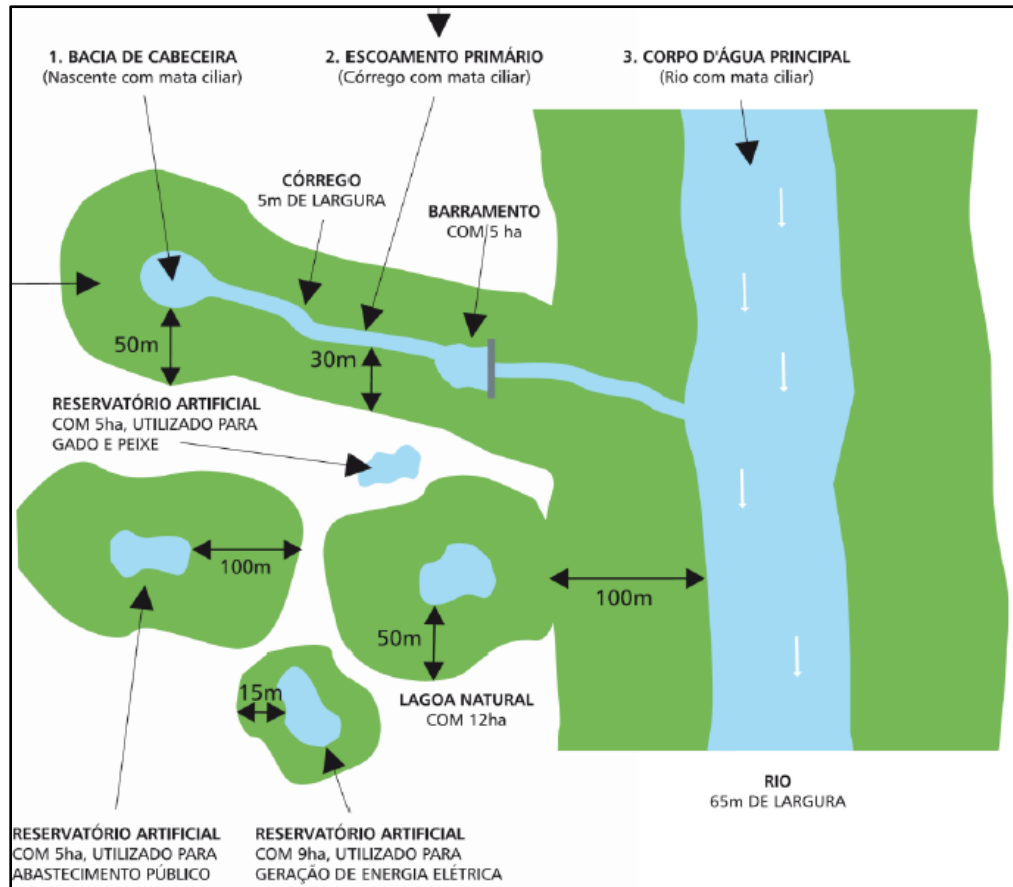 1. BACIA DE CABECEIRA
(Nascente com mata ciliar)
2. ESCOAMENTO PRIMÁRIO
(Córrego com mata ciliar)
3. CORPO D'ÁGUA PRINCIPAL
(Rio com mata ciliar)
CÓRREGO
5m DE LARGURA
BARRAMENTO
COM 5 ha
50m
30m
RESERVATÓRIO ARTIFICIAL
COM 5ha, UTILIZADO PARA
GADO E PEIXE
100m
100m
50m
15m
LAGOA NATURAL
COM 12ha
RIO
65m DE LARGURA
RESERVATÓRIO ARTIFICIAL
COM 5ha, UTILIZADO PARA
ABASTECIMENTO PÚBLICO
RESERVATÓRIO ARTIFICIAL
COM 9ha, UTILIZADO PARA
GERAÇÃO DE ENERGIA ELÉTRICA